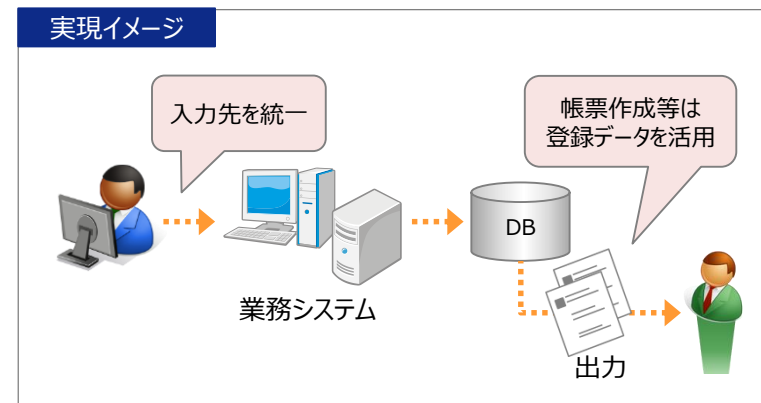 実現イメージ
入力先を統一
帳票作成等は
登録データを活用
DB
業務システム
出力